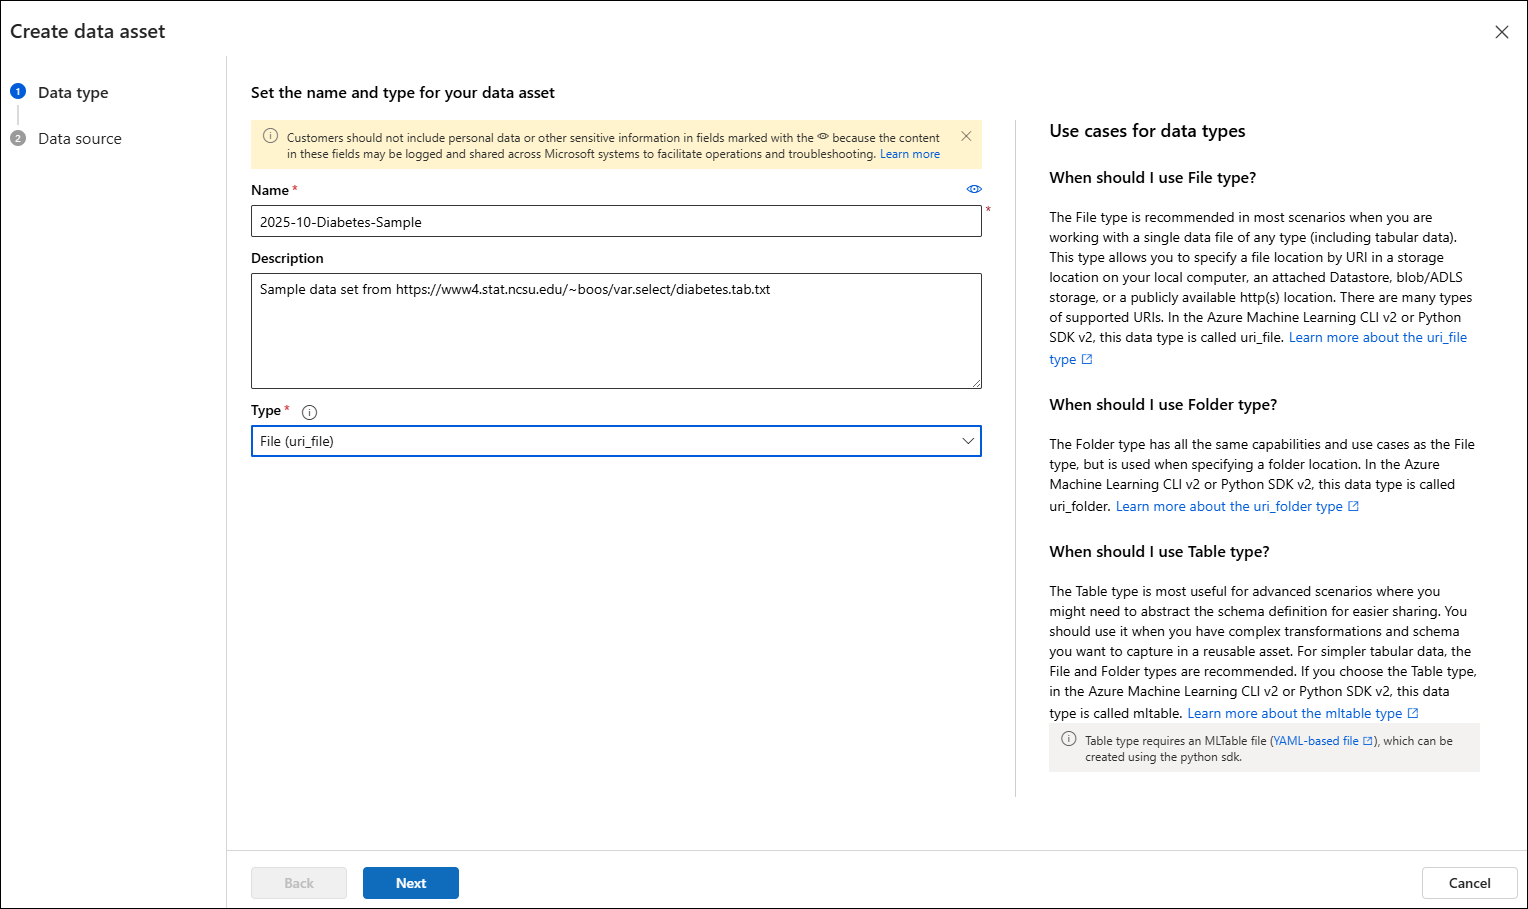 Create data asset
1 Data type
2 Data source
Set the name and type for your data asset
Customers should not include personal data or other sensitive information in fields marked with the because the content
in these fields may be logged and shared across Microsoft systems to facilitate operations and troubleshooting. Learn more
Name *
2025-10-Diabetes-Sample
*
Description
Sample data set from https://www4.stat.ncsu.edu/~boos/var.select/diabetes.tab.txt
Type *
File (uri_file)
Use cases for data types
When should I use File type?
The File type is recommended in most scenarios when you are
working with a single data file of any type (including tabular data).
This type allows you to specify a file location by URI in a storage
location on your local computer, an attached Datastore, blob/ADLS
storage, or a publicly available http(s) location. There are many types
of supported URIs. In the Azure Machine Learning CLI v2 or Python
SDK v2, this data type is called uri_file. Learn more about the uri_file
type
When should I use Folder type?
The Folder type has all the same capabilities and use cases as the File
type, but is used when specifying a folder location. In the Azure
Machine Learning CLI v2 or Python SDK v2, this data type is called
uri_folder. Learn more about the uri_folder type
When should I use Table type?
The Table type is most useful for advanced scenarios where you
might need to abstract the schema definition for easier sharing. You
should use it when you have complex transformations and schema
you want to capture in a reusable asset. For simpler tabular data, the
File and Folder types are recommended. If you choose the Table type,
in the Azure Machine Learning CLI v2 or Python SDK v2, this data
type is called mltable. Learn more about the mltable type
Table type requires an MLTable file (YAML-based file), which can be
created using the python sdk.
Back
Next
Cancel